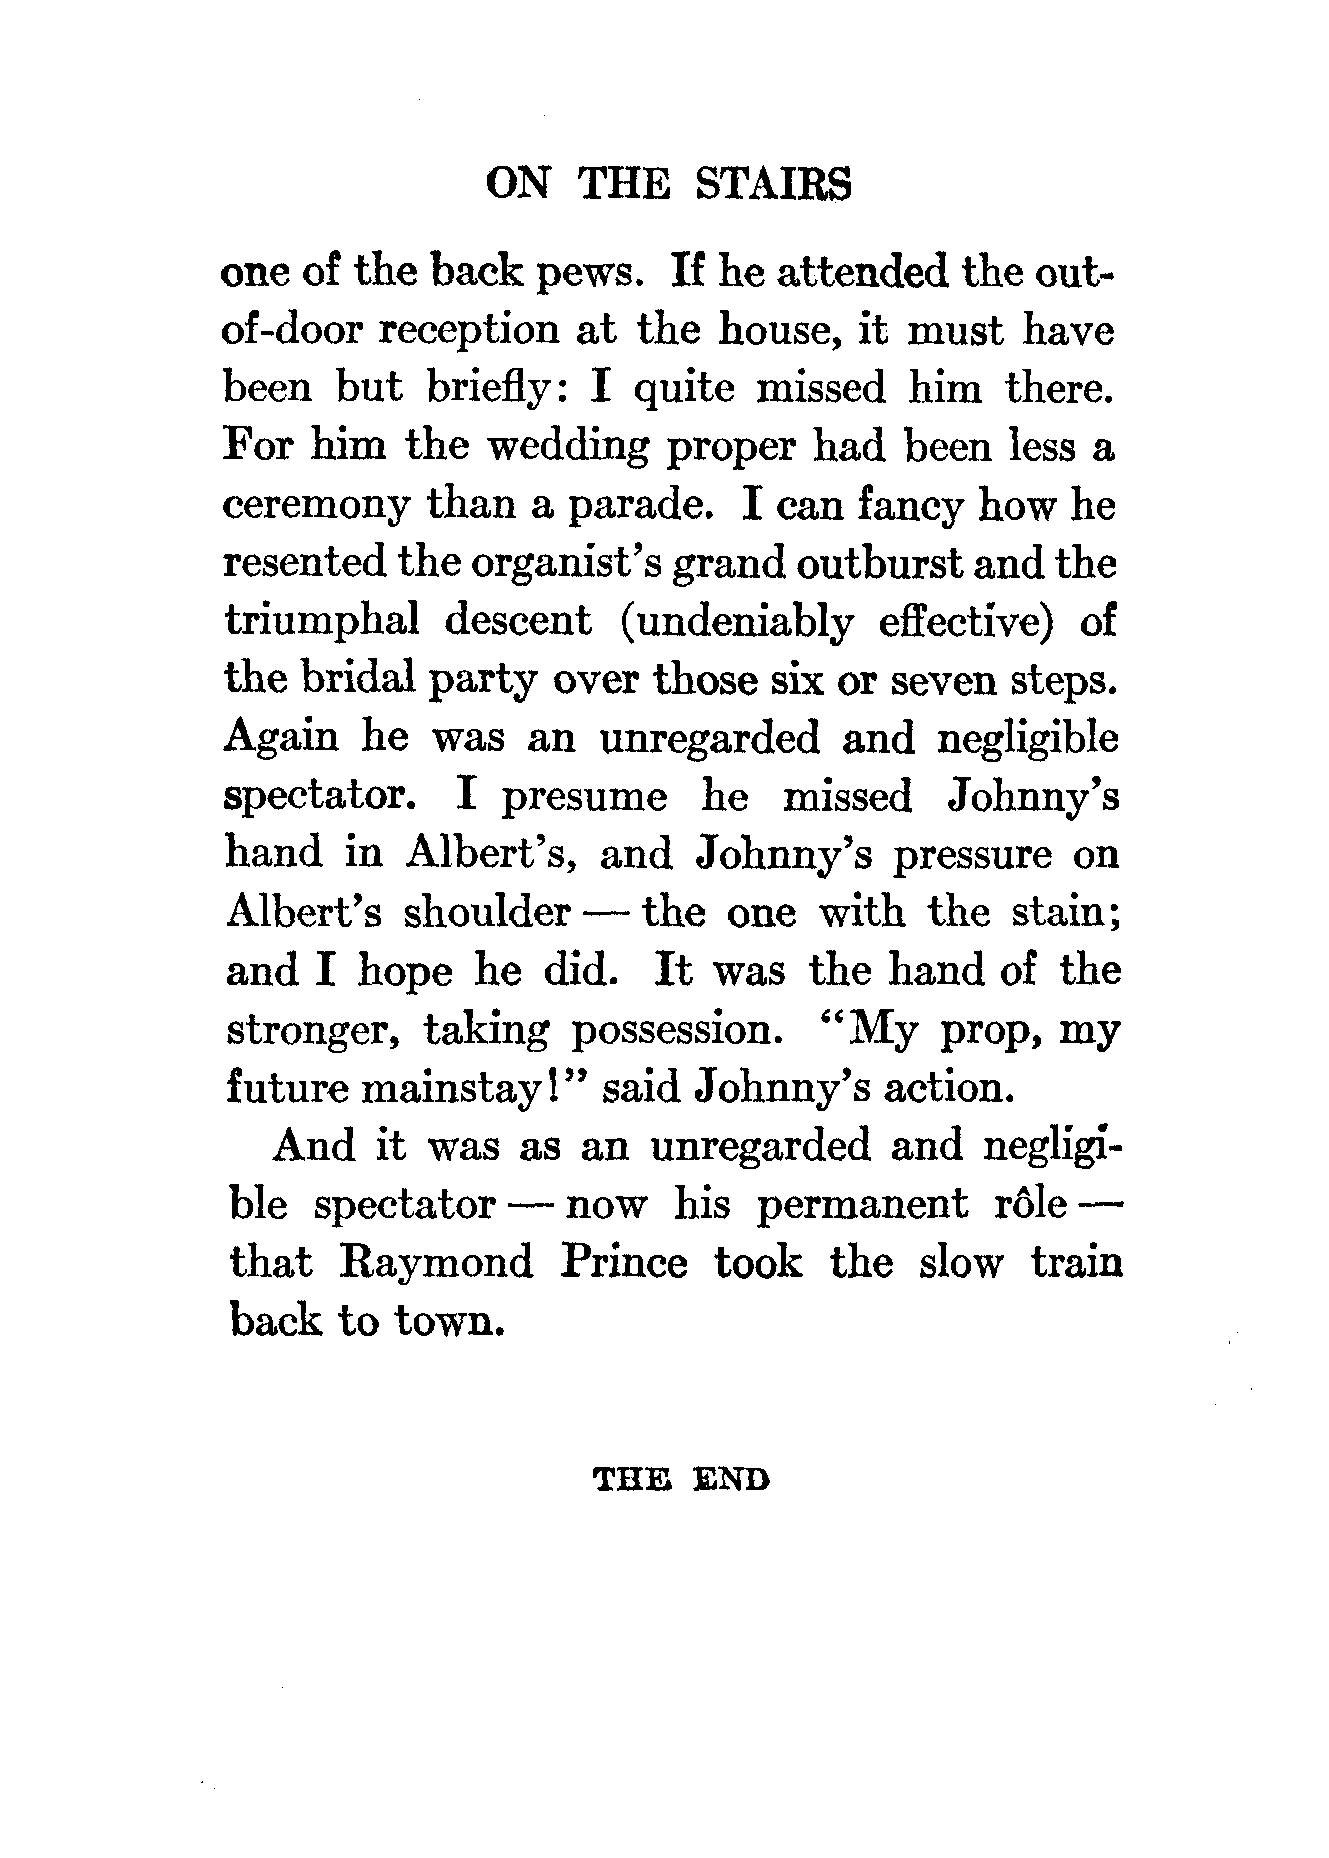 ON THE STAIRS
one of the back pews. If he attended the out-
of-door reception at the house, it must have
been but briefly: I quite missed him there.
For him the wedding proper had been less a
ceremony than a parade. I can fancy how he
resented the organist's grand outburst and the
triumphal descent (undeniably effective) of
the bridal party over those six or seven steps.
Again he was an unregarded and negligible
spectator. I presume he missed Johnny's
hand in Albert's, and Johnny's pressure on
Albert's shoulder — the one with the stain;
and I hope he did. It was the hand of the
stronger, taking possession. “My prop, my
future mainstay!” said Johnny's action.
And it was as an unregarded and negligi-
ble spectator — now his permanent rôle —
that Raymond Prince took the slow train
back to town.
THE END